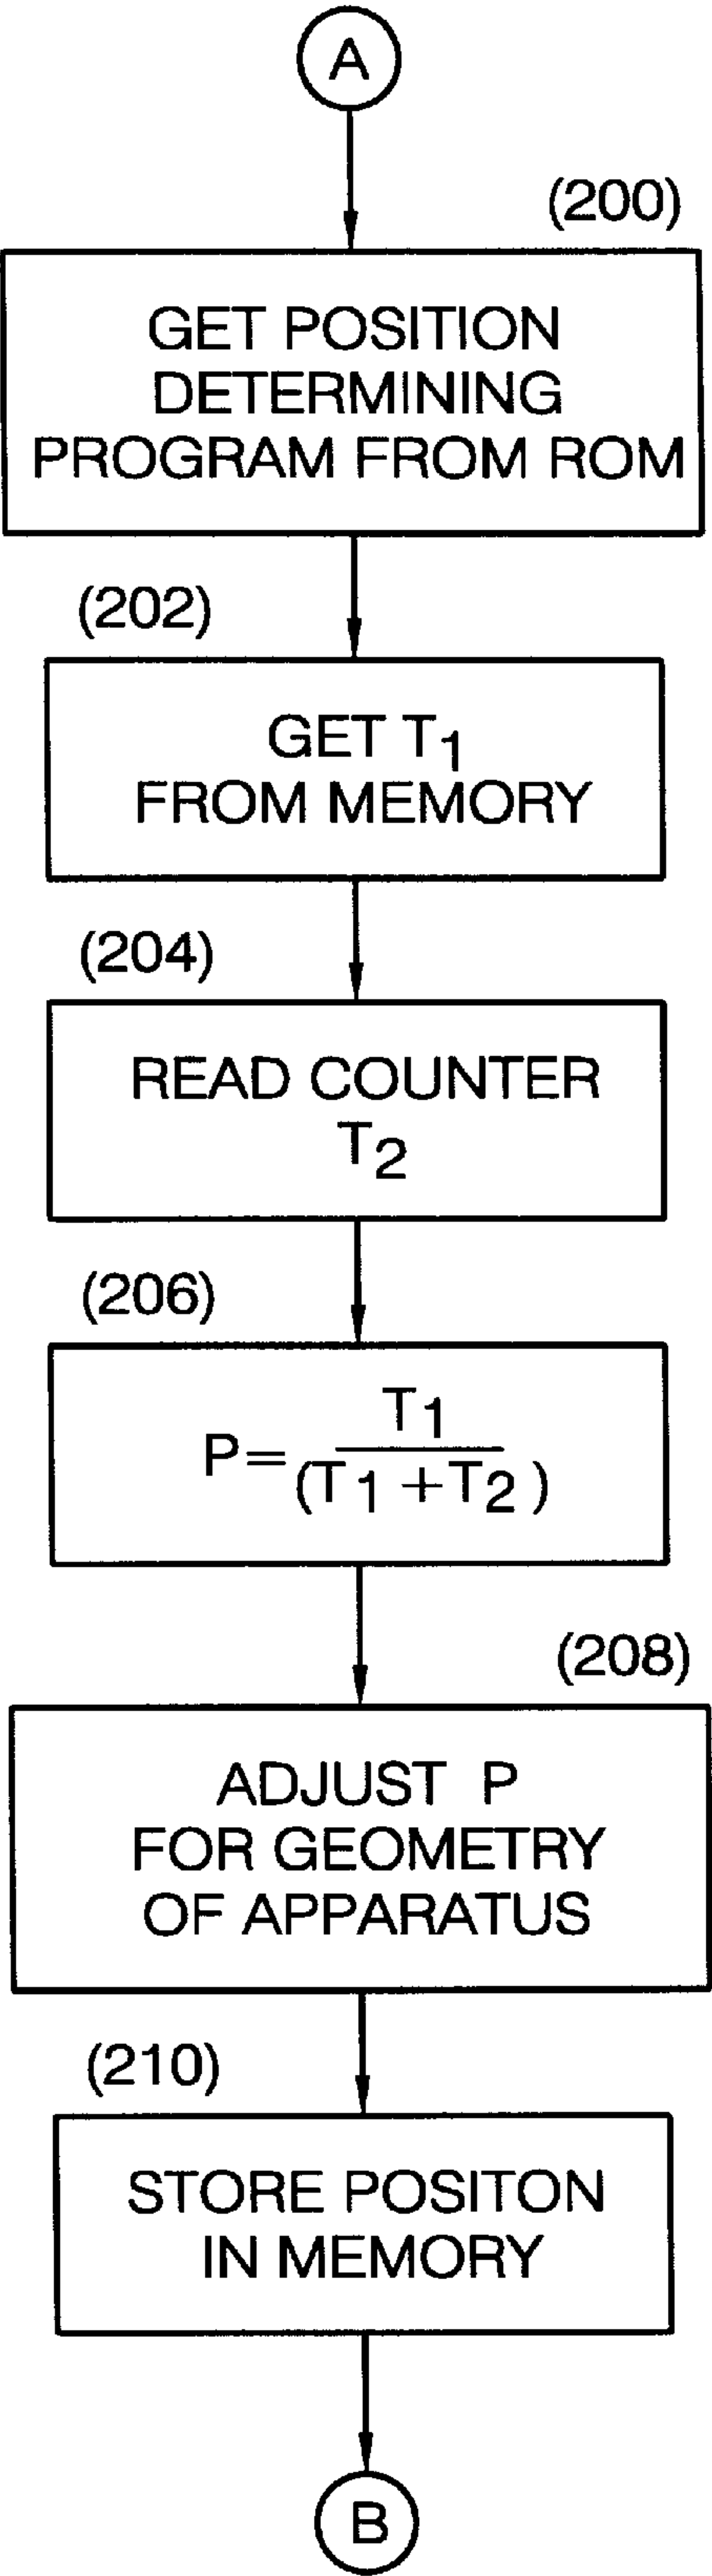 A
(200)
GET POSITION
DETERMINING
PROGRAM FROM ROM
(202)
GET T1
FROM MEMORY
(204)
READ COUNTER
T2
(206)
P = T1 / (T1 + T2)
(208)
ADJUST P
FOR GEOMETRY
OF APPARATUS
(210)
STORE POSITON
IN MEMORY
B